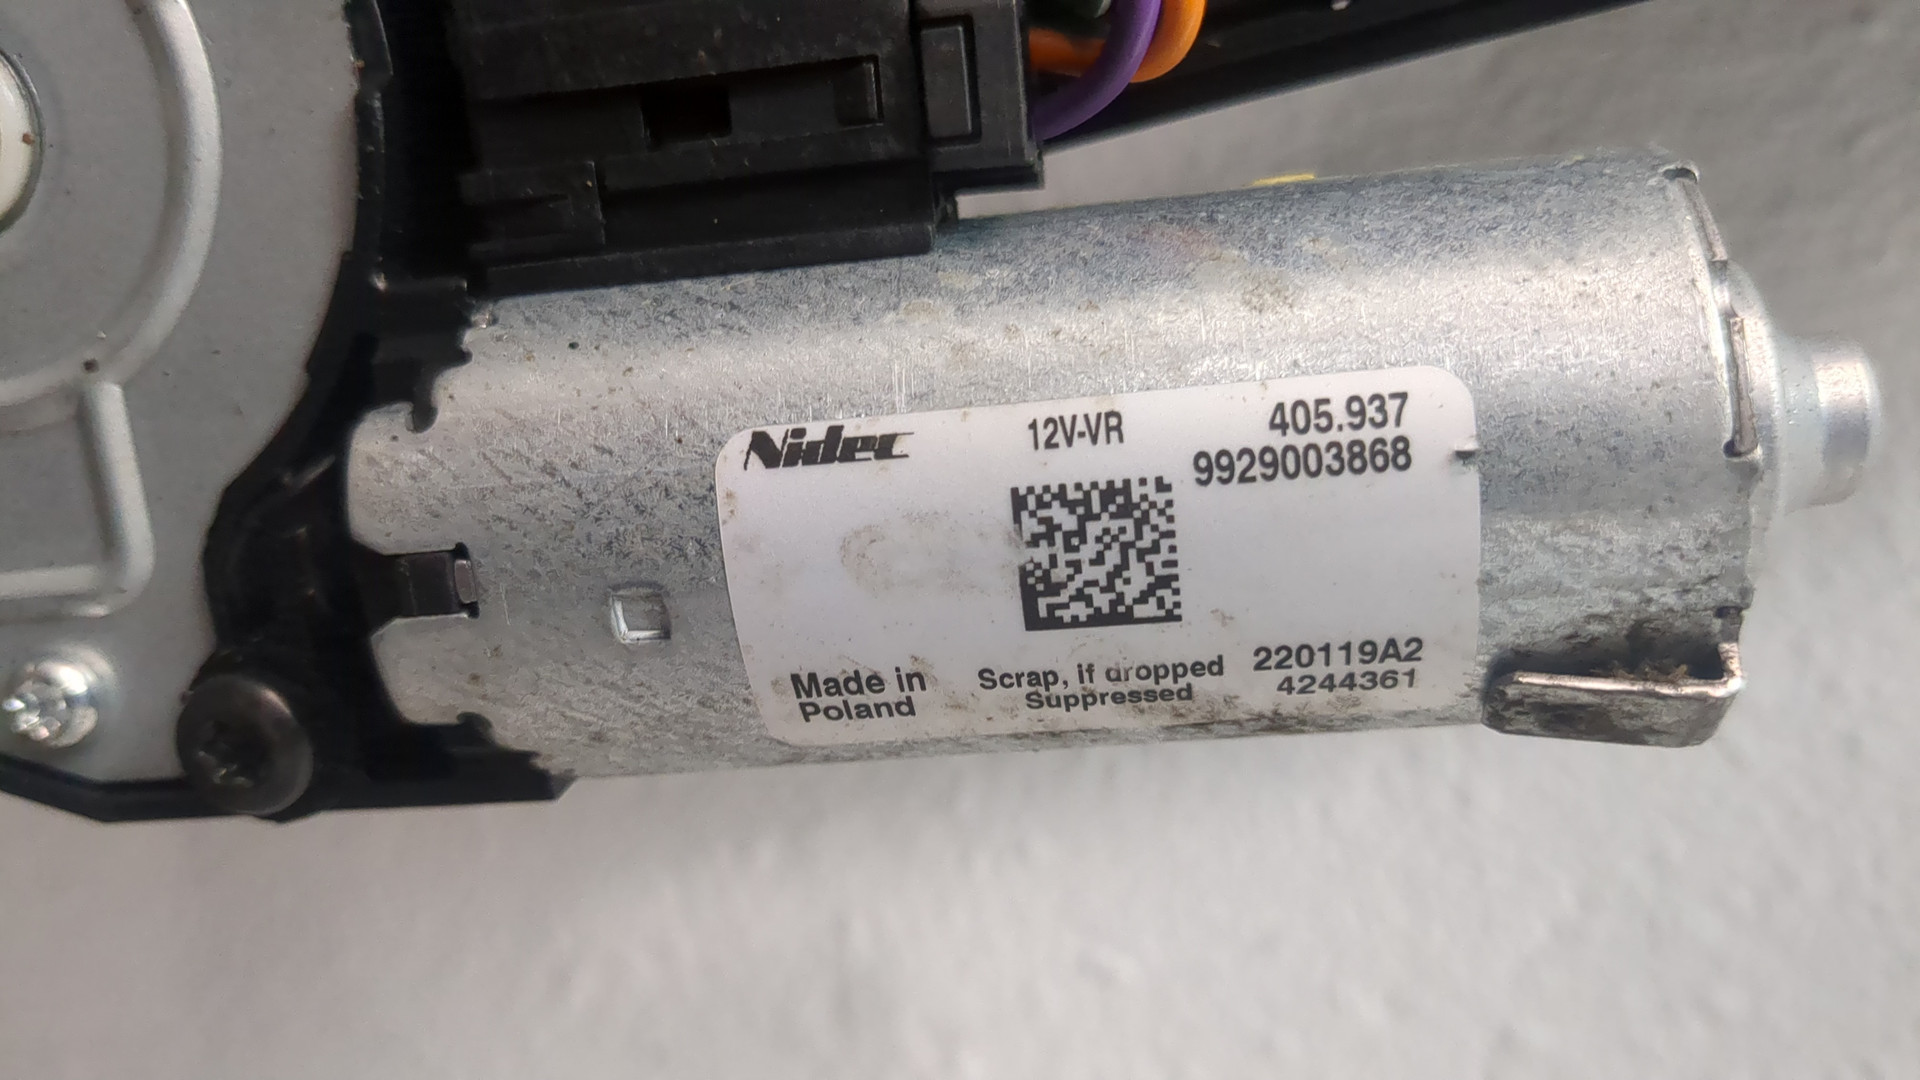 Nidec 12V-VR 405.937
9929003868
Made in
Poland
Scrap, if dropped
Suppressed
220119A2
4244361